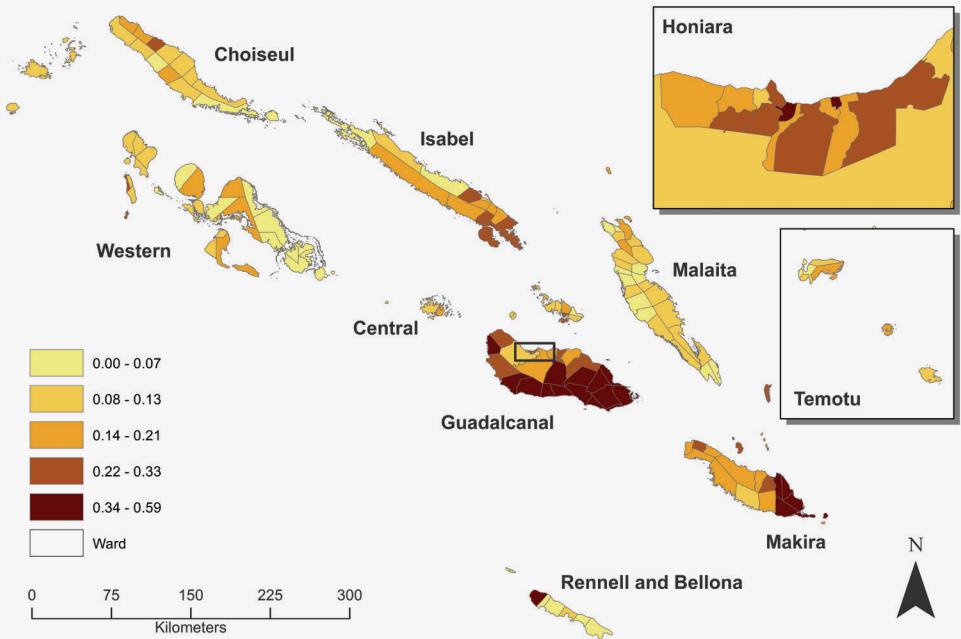 Honiara
Choiseul
Isabel
Western
Malaita
Central
Temotu
Guadalcanal
0.00 - 0.07
0.08 - 0.13
0.14 - 0.21
0.22 - 0.33
0.34 - 0.59
Ward
Makira
N
Rennell and Bellona
0 75 150 225 300
Kilometers